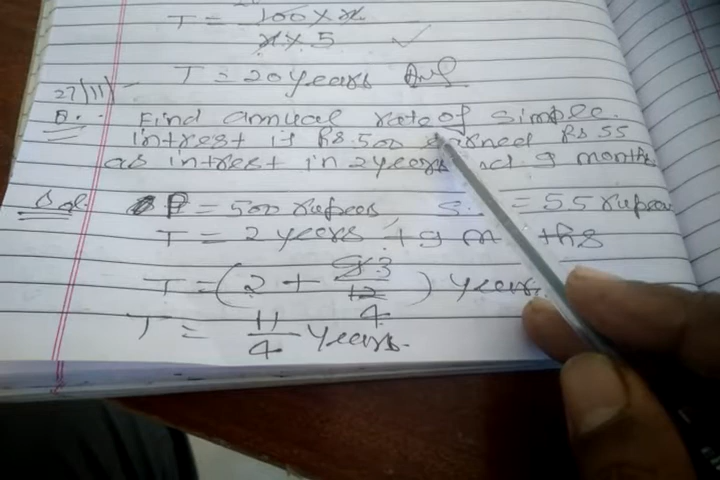 T = 100 × x
x × 5
T = 20 years Ans
27/11/-
Q.:- Find annual rate of simple
intrest if Rs. 500 earned Rs 55
as intrest in 2 years 9 months.
Sol. P = 500 rupees, S. = 55 rupees
T = 2 years + 9 m ths
T = (2 + 9 3
12
4 ) years
T = 11
4 years.